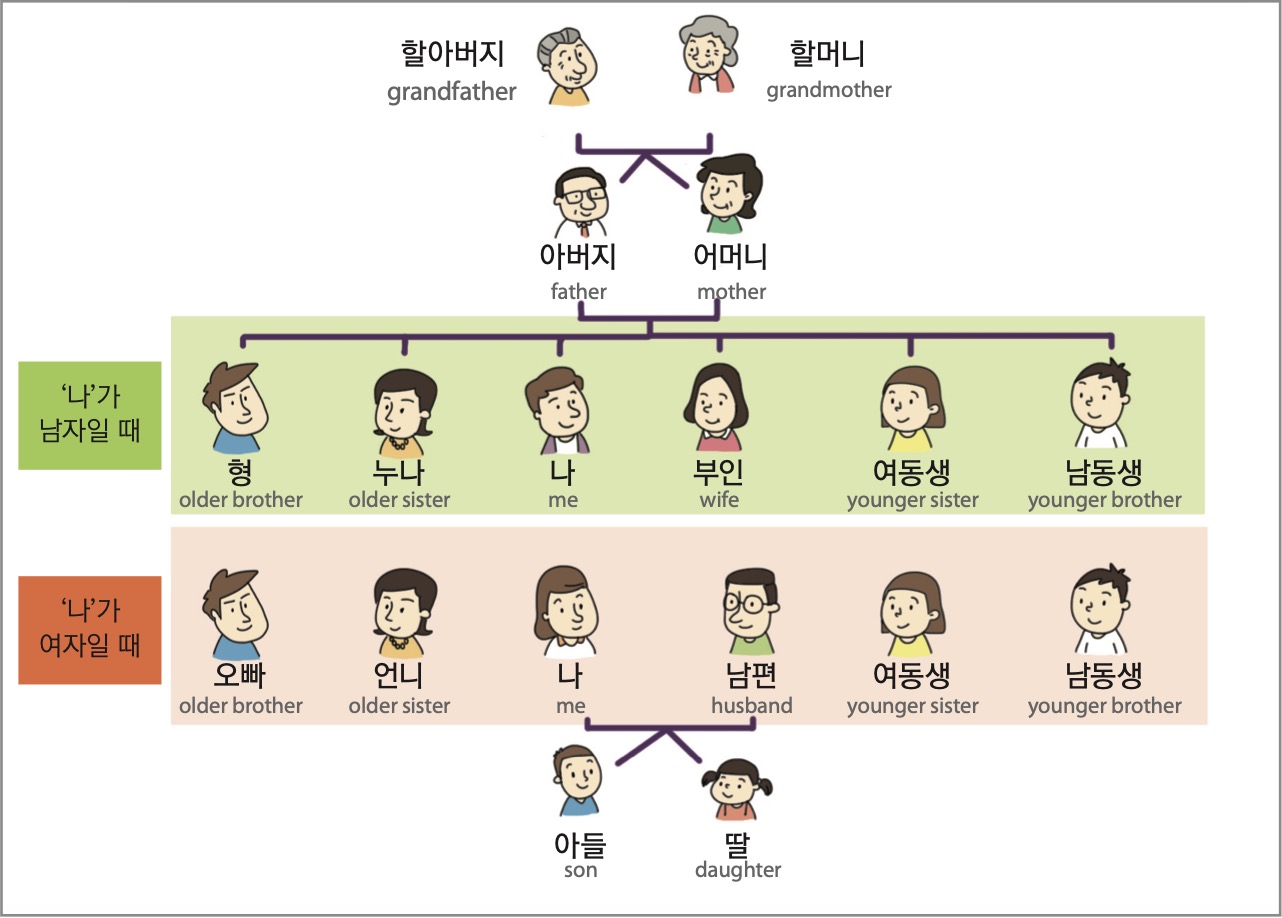 할아버지 할머니
grandfather grandmother
아버지 어머니
father mother
‘나’가
남자일 때
형 누나 나 부인 여동생 남동생
older brother older sister me wife younger sister younger brother
‘나’가
여자일 때
오빠 언니 나 남편 여동생 남동생
older brother older sister me husband younger sister younger brother
아들 딸
son daughter